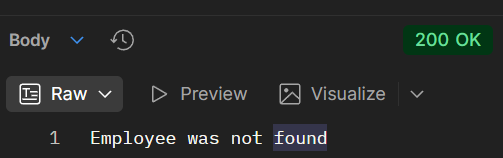 Body 200 OK
Raw Preview Visualize
1 Employee was not found